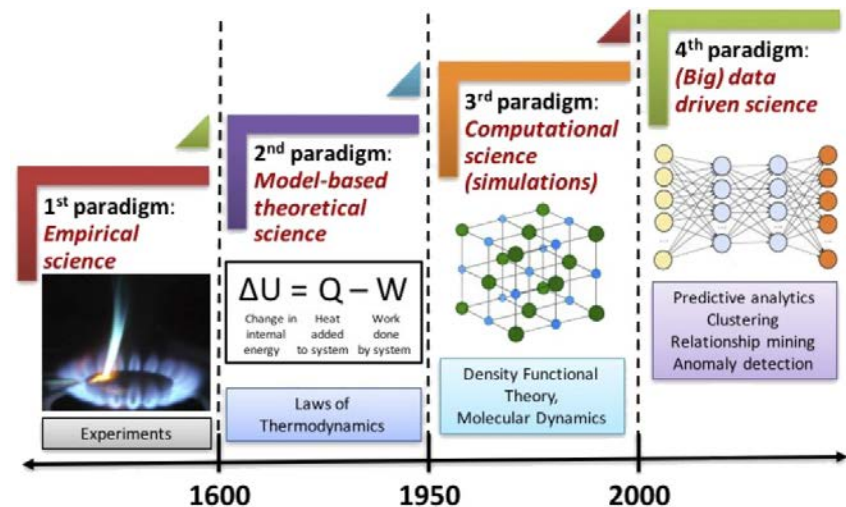 1st paradigm:
Empirical
science
Experiments
2nd paradigm:
Model-based
theoretical
science
ΔU = Q – W
Change in internal energy
Heat added to system
Work done by system
Laws of
Thermodynamics
3rd paradigm:
Computational
science
(simulations)
Density Functional
Theory,
Molecular Dynamics
4th paradigm:
(Big) data
driven science
Predictive analytics
Clustering
Relationship mining
Anomaly detection
1600
1950
2000